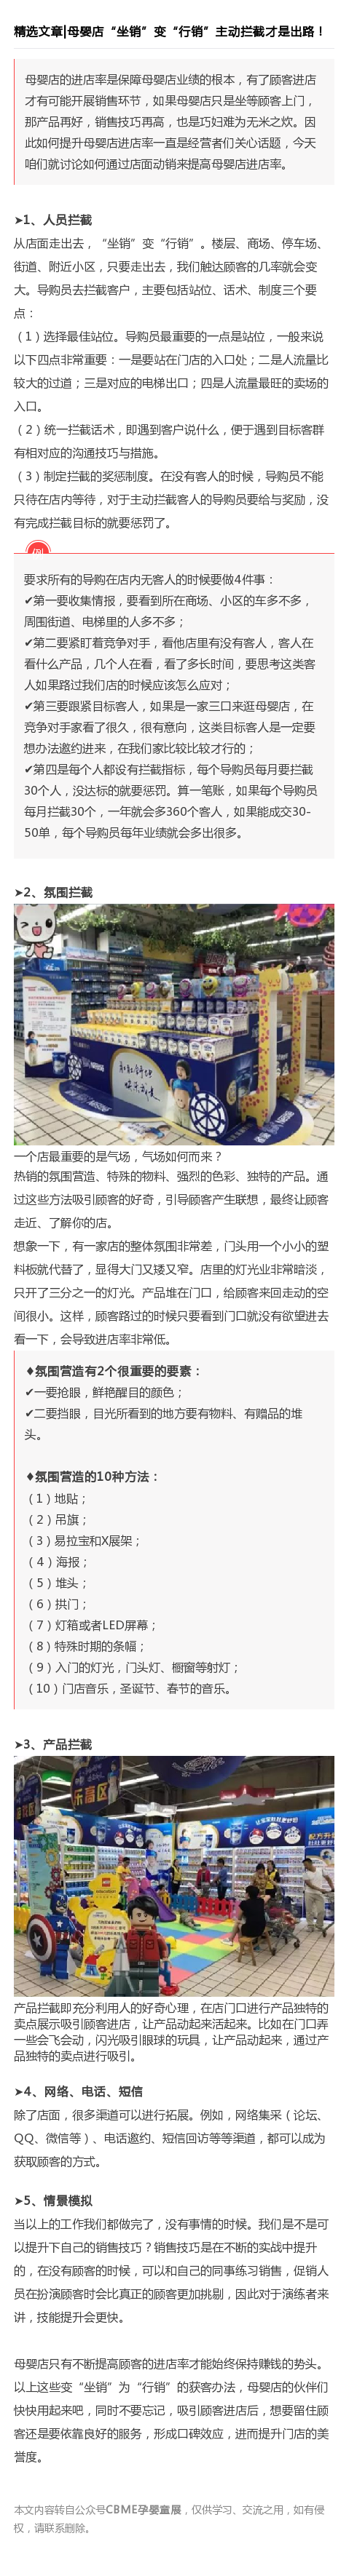 精选文章|母婴店“坐销”变“行销”主动拦截才是出路！
母婴店的进店率是保障母婴店业绩的根本，有了顾客进店
才有可能开展销售环节，如果母婴店只是坐等顾客上门，
那产品再好，销售技巧再高，也是巧妇难为无米之炊。因
此如何提升母婴店进店率一直是经营者们关心话题，今天
咱们就讨论如何通过店面动销来提高母婴店进店率。
➤1、人员拦截
从店面走出去，“坐销”变“行销”。楼层、商场、停车场、
街道、附近小区，只要走出去，我们触达顾客的几率就会变
大。导购员去拦截客户，主要包括站位、话术、制度三个要
点：
（1）选择最佳站位。导购员最重要的一点是站位，一般来说
以下四点非常重要：一是要站在门店的入口处；二是人流量比
较大的过道；三是对应的电梯出口；四是人流量最旺的卖场的
入口。
（2）统一拦截话术，即遇到客户说什么，便于遇到目标客群
有相对应的沟通技巧与措施。
（3）制定拦截的奖惩制度。在没有客人的时候，导购员不能
只待在店内等待，对于主动拦截客人的导购员要给与奖励，没
有完成拦截目标的就要惩罚了。
要求所有的导购在店内无客人的时候要做4件事：
✔第一要收集情报，要看到所在商场、小区的车多不多，
周围街道、电梯里的人多不多；
✔第二要紧盯着竞争对手，看他店里有没有客人，客人在
看什么产品，几个人在看，看了多长时间，要思考这类客
人如果路过我们店的时候应该怎么应对；
✔第三要跟紧目标客人，如果是一家三口来逛母婴店，在
竞争对手家看了很久，很有意向，这类目标客人是一定要
想办法邀约进来，在我们家比较比较才行的；
✔第四是每个人都设有拦截指标，每个导购员每月要拦截
30个人，没达标的就要惩罚。算一笔账，如果每个导购员
每月拦截30个，一年就会多360个客人，如果能成交30-
50单，每个导购员每年业绩就会多出很多。
➤2、氛围拦截
一个店最重要的是气场，气场如何而来？
热销的氛围营造、特殊的物料、强烈的色彩、独特的产品。通
过这些方法吸引顾客的好奇，引导顾客产生联想，最终让顾客
走近、了解你的店。
想象一下，有一家店的整体氛围非常差，门头用一个小小的塑
料板就代替了，显得大门又矮又窄。店里的灯光业非常暗淡，
只开了三分之一的灯光。产品堆在门口，给顾客来回走动的空
间很小。这样，顾客路过的时候只要看到门口就没有欲望进去
看一下，会导致进店率非常低。
♦氛围营造有2个很重要的要素：
✔一要抢眼，鲜艳醒目的颜色；
✔二要挡眼，目光所看到的地方要有物料、有赠品的堆
头。
♦氛围营造的10种方法：
（1）地贴；
（2）吊旗；
（3）易拉宝和X展架；
（4）海报；
（5）堆头；
（6）拱门；
（7）灯箱或者LED屏幕；
（8）特殊时期的条幅；
（9）入门的灯光，门头灯、橱窗等射灯；
（10）门店音乐，圣诞节、春节的音乐。
➤3、产品拦截
产品拦截即充分利用人的好奇心理，在店门口进行产品独特的
卖点展示吸引顾客进店，让产品动起来活起来。比如在门口弄
一些会飞会动，闪光吸引眼球的玩具，让产品动起来，通过产
品独特的卖点进行吸引。
➤4、网络、电话、短信
除了店面，很多渠道可以进行拓展。例如，网络集采（论坛、
QQ、微信等）、电话邀约、短信回访等等渠道，都可以成为
获取顾客的方式。
➤5、情景模拟
当以上的工作我们都做完了，没有事情的时候。我们是不是可
以提升下自己的销售技巧？销售技巧是在不断的实战中提升
的，在没有顾客的时候，可以和自己的同事练习销售，促销人
员在扮演顾客时会比真正的顾客更加挑剔，因此对于演练者来
讲，技能提升会更快。
母婴店只有不断提高顾客的进店率才能始终保持赚钱的势头。
以上这些变“坐销”为“行销”的获客办法，母婴店的伙伴们
快快用起来吧，同时不要忘记，吸引顾客进店后，想要留住顾
客还是要依靠良好的服务，形成口碑效应，进而提升门店的美
誉度。
本文内容转自公众号CBME孕婴童展，仅供学习、交流之用，如有侵
权，请联系删除。